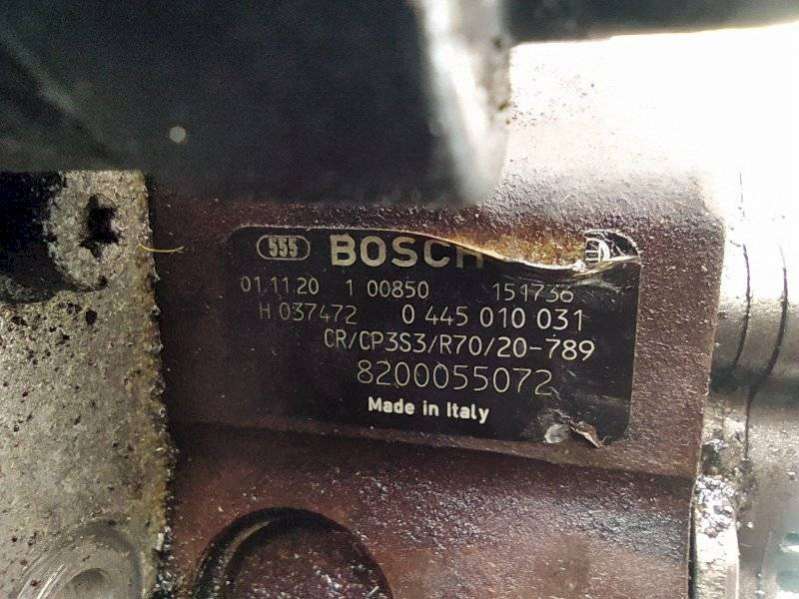 555 BOSCH
01.11.20 1 00850 151736
H 037472 0 445 010 031
CR/CP3S3/R70/20-789
8200055072
Made in Italy